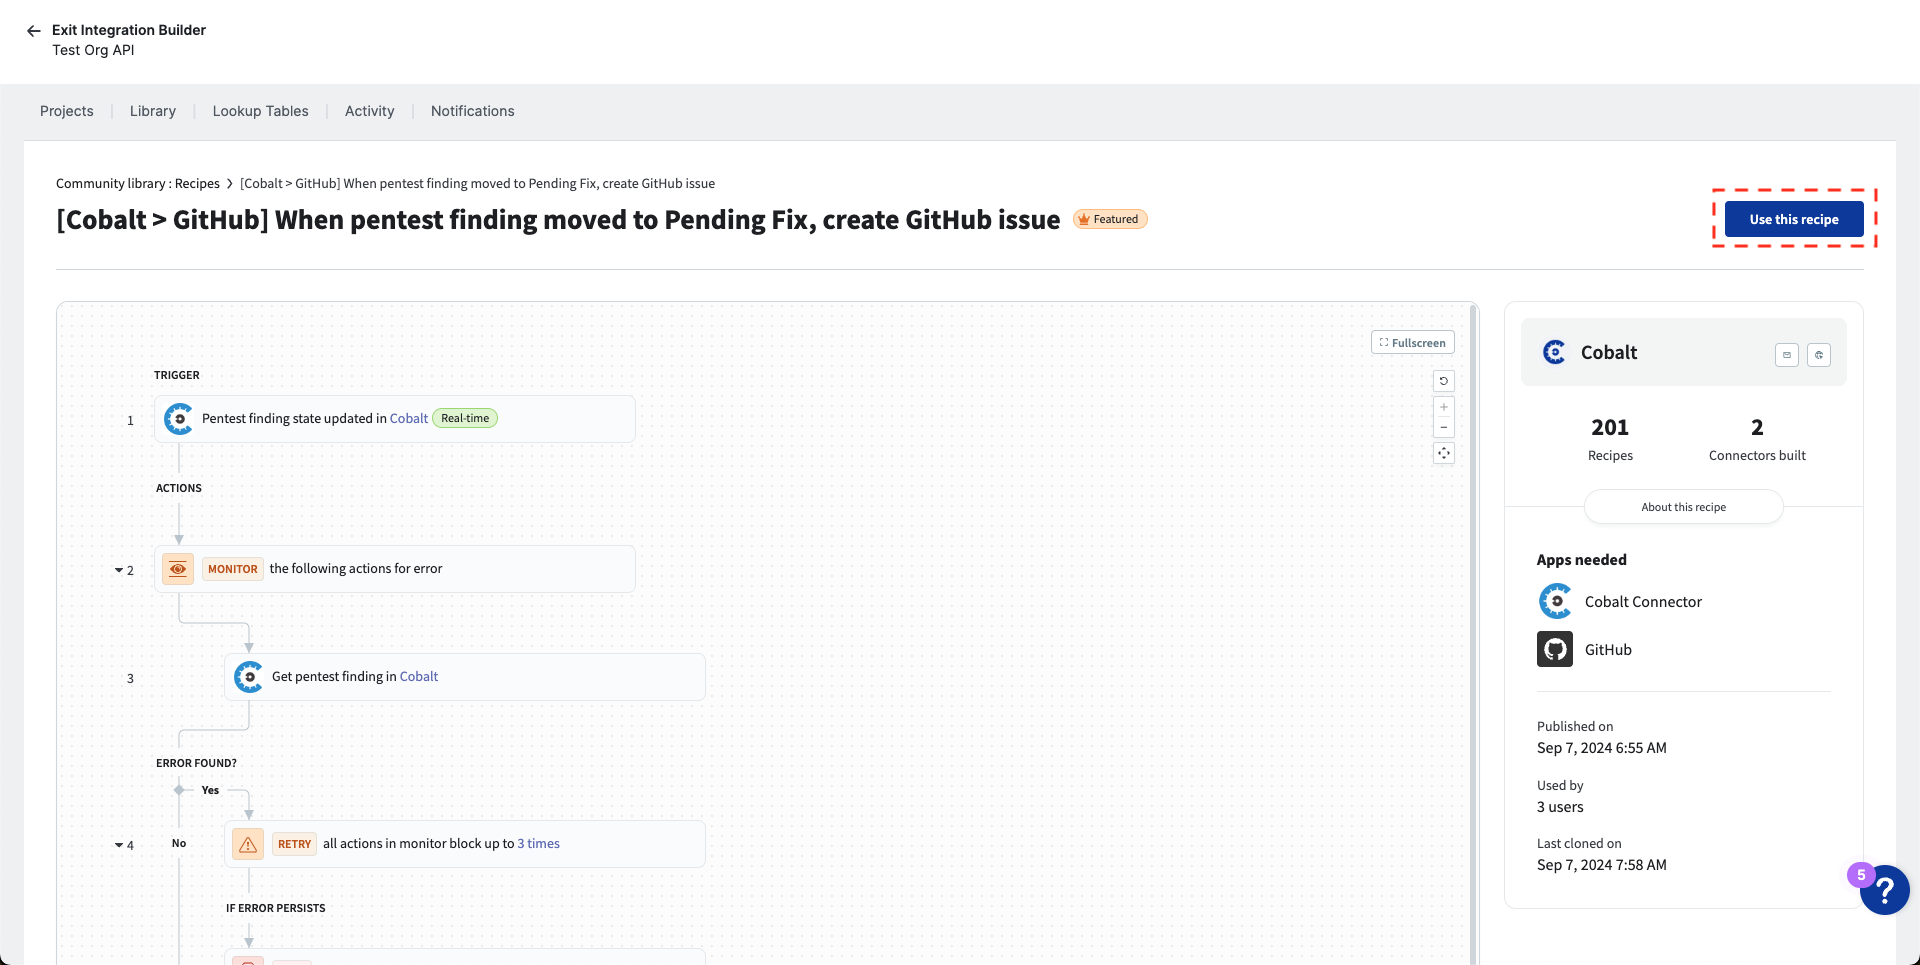 Exit Integration Builder
Test Org API
Projects
Library
Lookup Tables
Activity
Notifications
Community library : Recipes > [Cobalt > GitHub] When pentest finding moved to Pending Fix, create GitHub issue
[Cobalt > GitHub] When pentest finding moved to Pending Fix, create GitHub issue
Featured
Use this recipe
Fullscreen
TRIGGER
1
Pentest finding state updated in Cobalt Real-time
ACTIONS
2
MONITOR the following actions for error
3
Get pentest finding in Cobalt
ERROR FOUND?
Yes
No
4
RETRY all actions in monitor block up to 3 times
IF ERROR PERSISTS
Cobalt
201
Recipes
2
Connectors built
About this recipe
Apps needed
Cobalt Connector
GitHub
Published on
Sep 7, 2024 6:55 AM
Used by
3 users
Last cloned on
Sep 7, 2024 7:58 AM
5
?